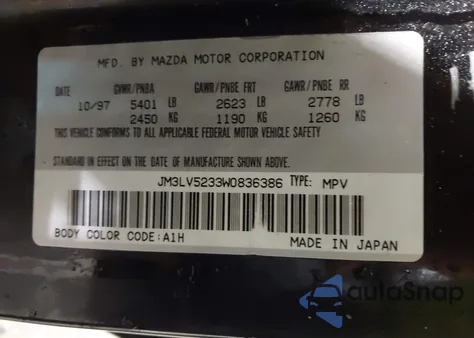 MFD. BY MAZDA MOTOR CORPORATION
DATE GVWR/PNBA GAWR/PNBE FRT GAWR/PNBE RR
10/97 5401 LB 2623 LB 2778 LB
2450 KG 1190 KG 1260 KG
THIS VEHICLE CONFORMS TO ALL APPLICABLE FEDERAL MOTOR VEHICLE SAFETY
STANDARD IN EFFECT ON THE DATE OF MANUFACTURE SHOWN ABOVE.
JM3LV5233W0836386 TYPE: MPV
BODY COLOR CODE:A1H MADE IN JAPAN
autoSnap